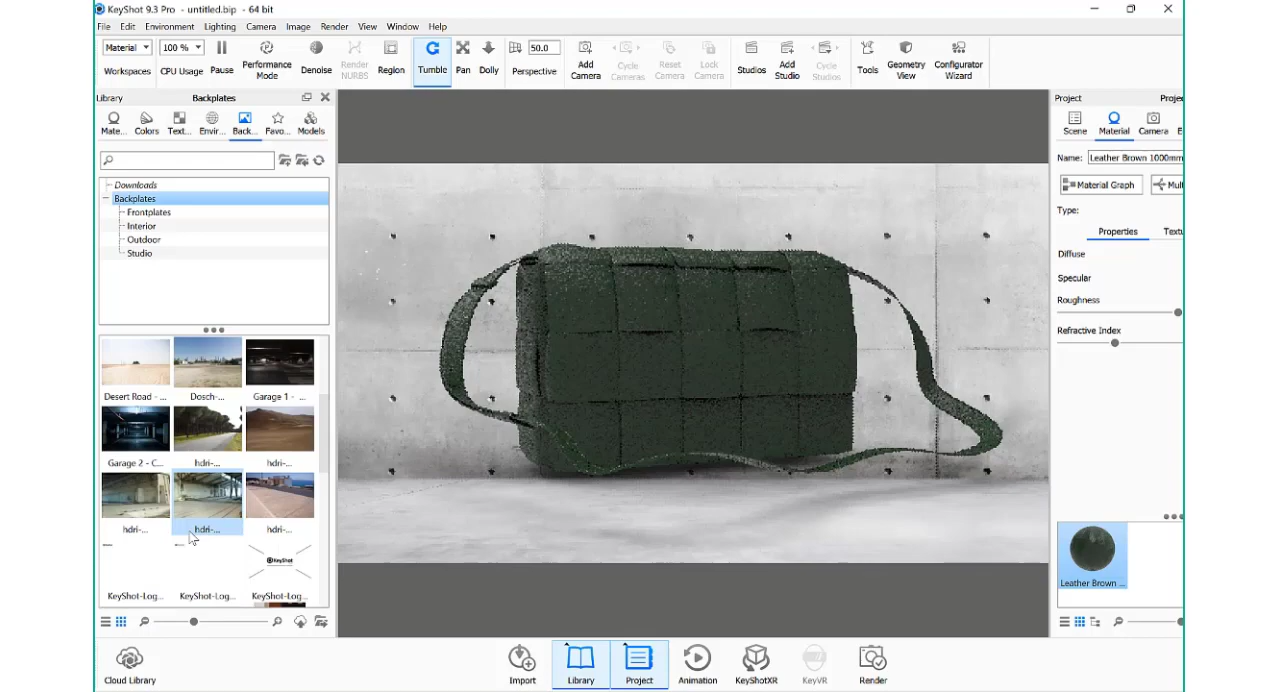 KeyShot 9.3 Pro - untitled.bip - 64 bit
File Edit Environment Lighting Camera Image Render View Window Help
Material 100 % 50.0
Workspaces CPU Usage Pause Performance Mode Denoise Render NURBS Region Tumble Pan Dolly Perspective Add Camera Cycle Cameras Reset Camera Lock Camera Studios Add Studio Cycle Studios Tools Geometry View Configurator Wizard
Library Backplates
Project
Mate... Colors Text... Envir... Back... Favo... Models
Scene Material Camera
Name: Leather Brown 1000mm
Downloads
Backplates
Frontplates
Interior
Outdoor
Studio
Material Graph
Type:
Properties
Diffuse
Specular
Roughness
Refractive Index
Desert Road - ... Dosch-... Garage 1 - ...
Garage 2 - C... hdri-... hdri-...
hdri-... hdri-... hdri-...
KeyShot
KeyShot-Log... KeyShot-Log... KeyShot-Log...
Leather Brown ...
Cloud Library Import Library Project Animation KeyShotXR KeyVR Render